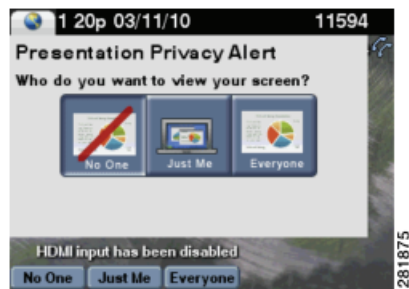 1 20p 03/11/10 11594
Presentation Privacy Alert
Who do you want to view your screen?
No One Just Me Everyone
HDMI input has been disabled
No One Just Me Everyone
281875